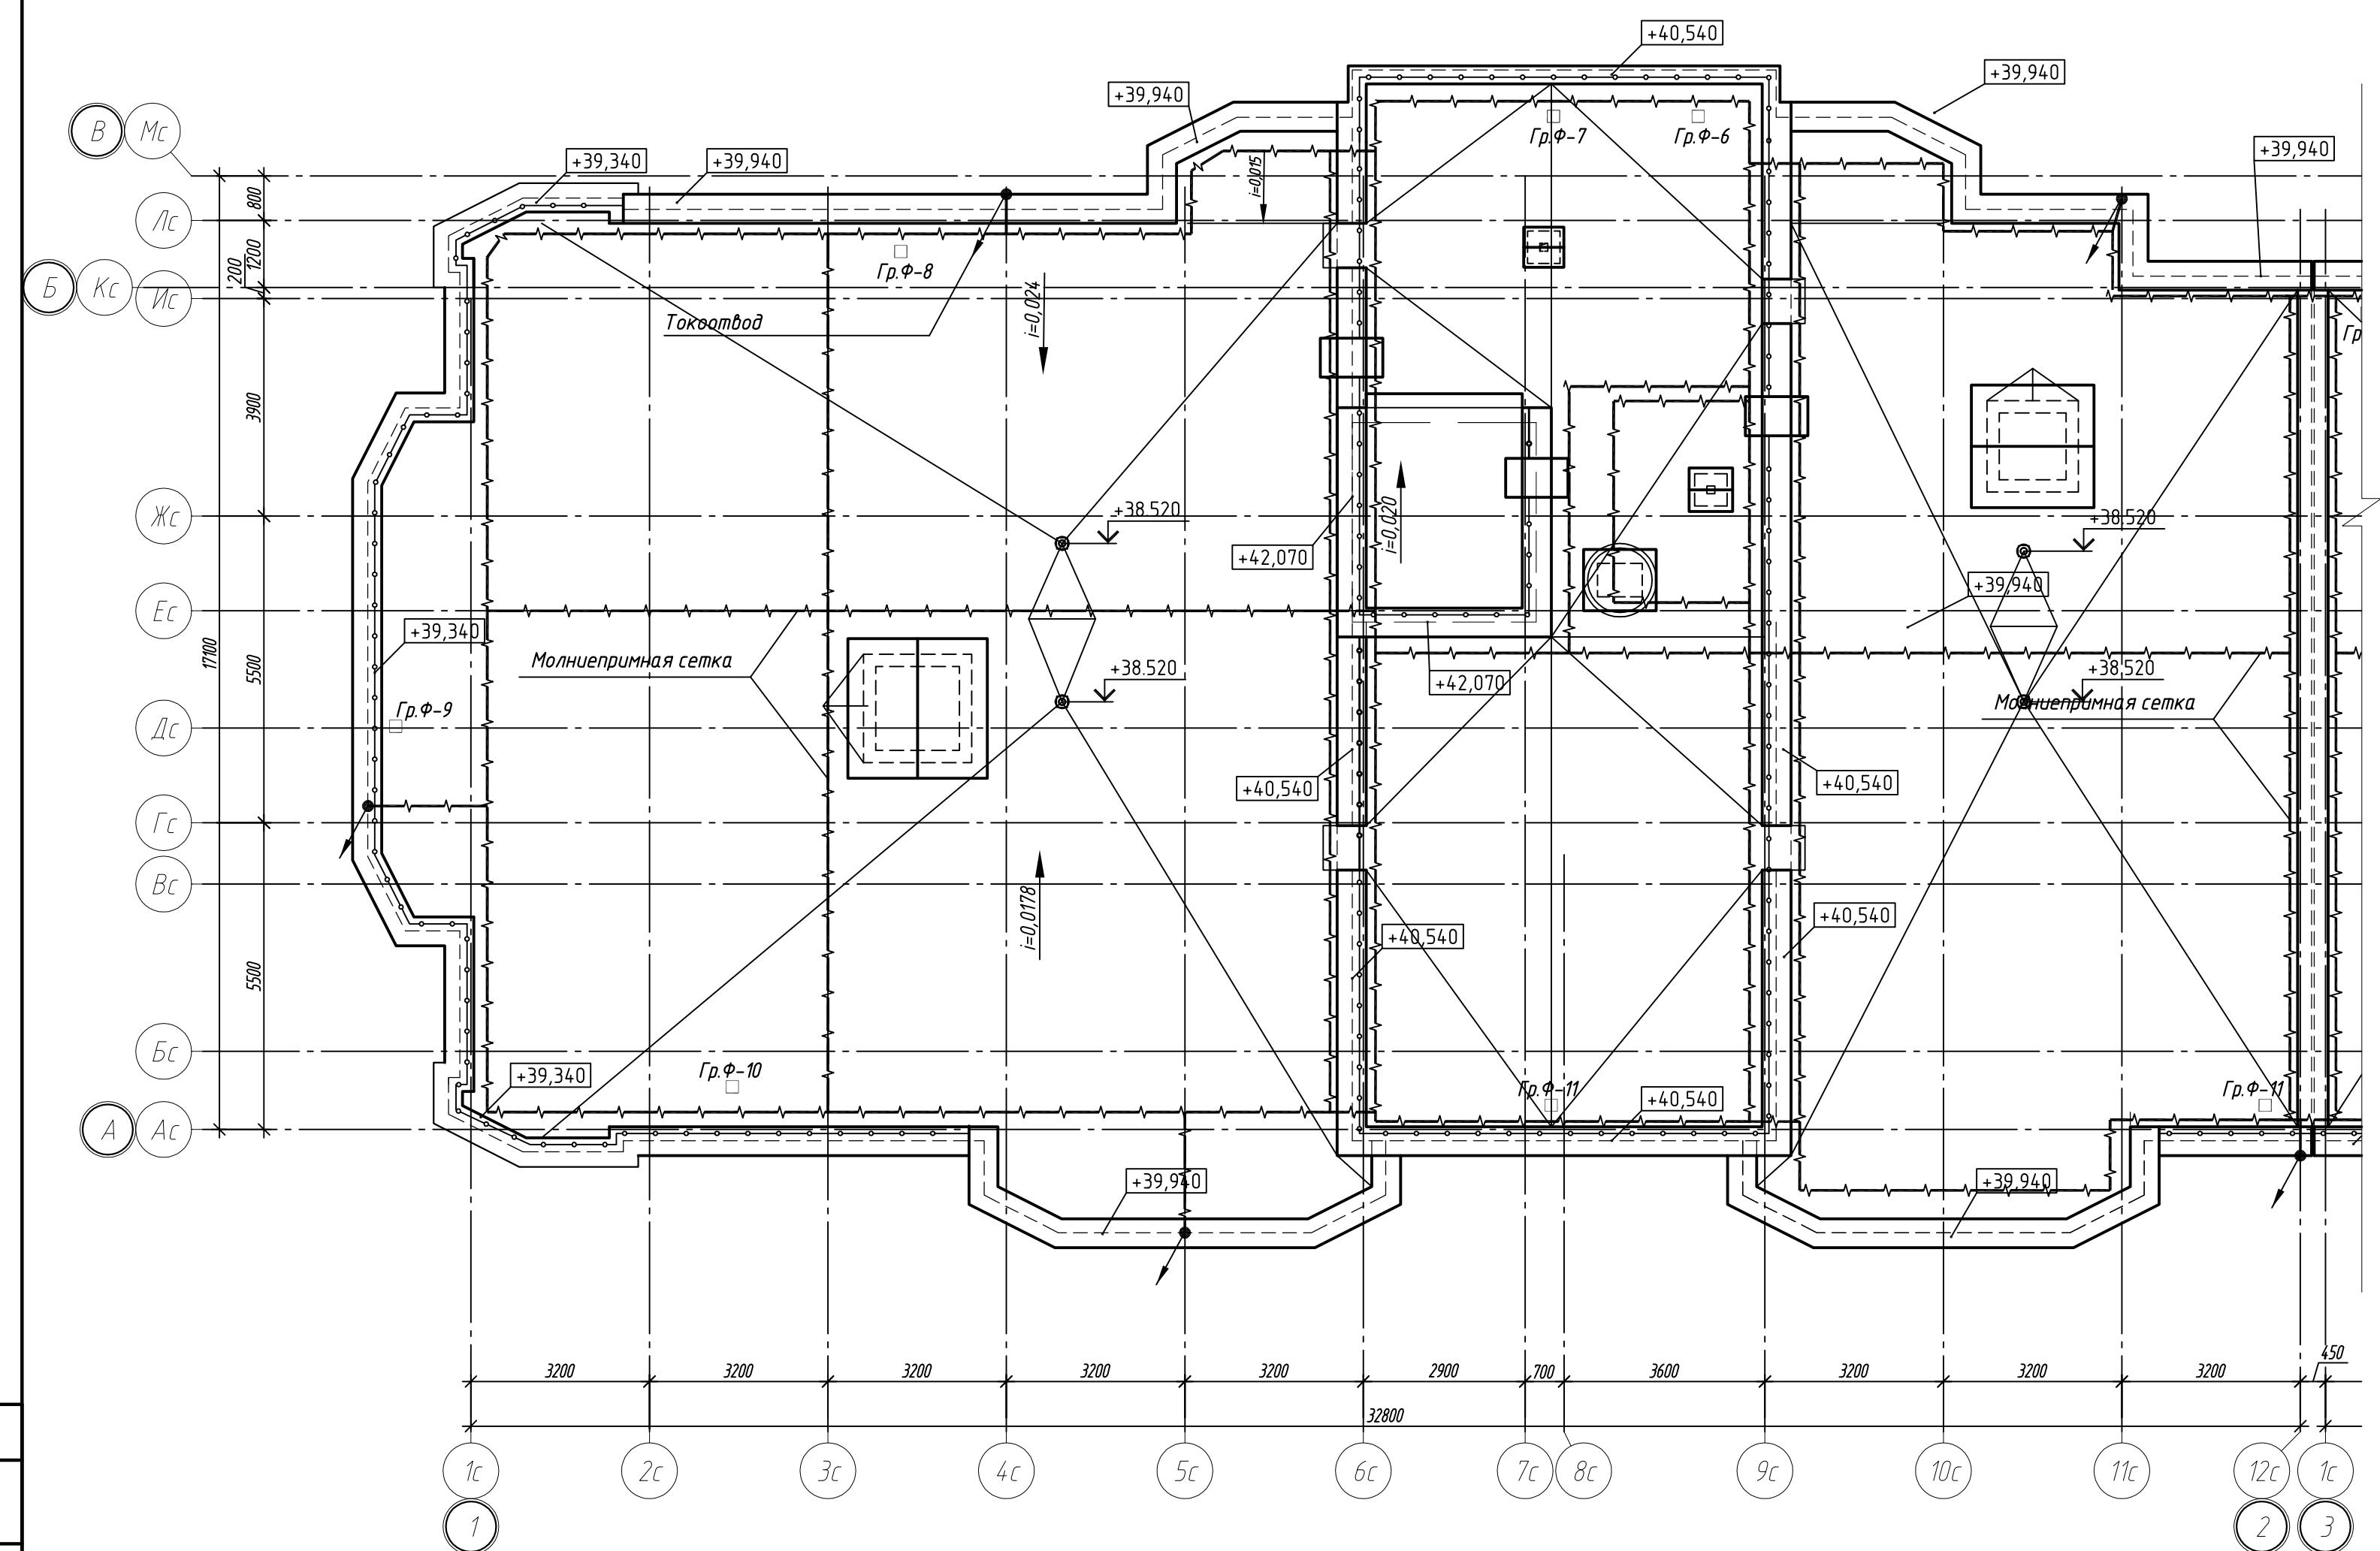 +40,540
+39,940
+39,940
В
Мс
Гр.Ф-7
Гр.Ф-6
+39,340
+39,940
+39,940
i=0,015
800
Лс
1200
200
Гр.Ф-8
Б
Кс
Ис
i=0,024
Токоотвод
Гр
3900
Жс
+38.520
+38.520
i=0,020
+42,070
+39,940
Ес
+39,340
17100
5500
Молниепримная сетка
+38.520
+42,070
+38.520
Молниепримная сетка
Гр.Ф-9
Дс
+40,540
+40,540
Гс
Вс
i=0,0178
+40,540
+40,540
5500
Бс
+39,340
Гр.Ф-10
Гр.Ф-11
+40,540
Гр.Ф-11
А
Ас
+39,940
+39,940
3200
3200
3200
3200
3200
2900
700
3600
3200
3200
3200
450
32800
1с
2с
3с
4с
5с
6с
7с
8с
9с
10с
11с
12с
1с
1
2
3